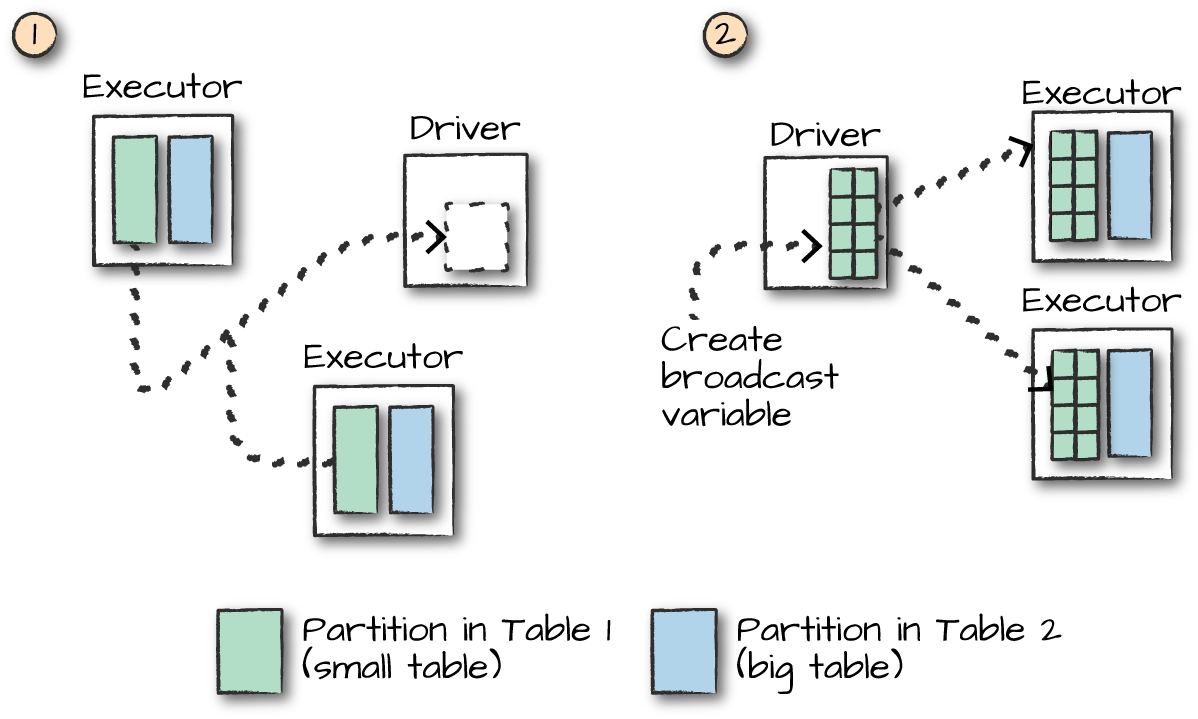 1
Executor
Driver
Executor
2
Driver
Executor
Executor
Create
broadcast
variable
Partition in Table 1
(small table)
Partition in Table 2
(big table)